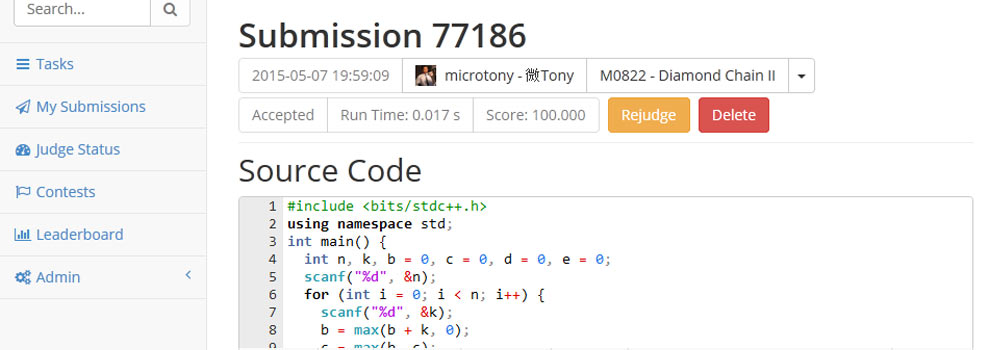 Search...
Tasks
My Submissions
Judge Status
Contests
Leaderboard
Admin
Submission 77186
2015-05-07 19:59:09 microtony - 微Tony M0822 - Diamond Chain II
Accepted Run Time: 0.017 s Score: 100.000 Rejudge Delete
Source Code
1 #include <bits/stdc++.h>
2 using namespace std;
3 int main() {
4 int n, k, b = 0, c = 0, d = 0, e = 0;
5 scanf("%d", &n);
6 for (int i = 0; i < n; i++) {
7 scanf("%d", &k);
8 b = max(b + k, 0);
9 c = max(b, c);